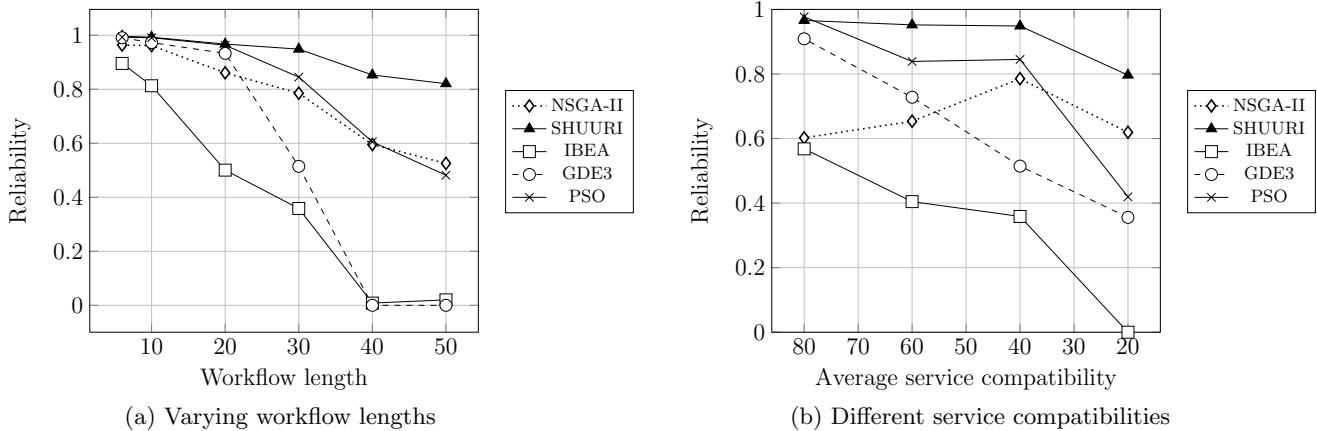 1
0.8
0.6
0.4
0.2
0
Reliability
10 20 30 40 50
Workflow length
NSGA-II
SHUURI
IBEA
GDE3
PSO
(a) Varying workflow lengths
1
0.8
0.6
0.4
0.2
0
Reliability
80 70 60 50 40 30 20
Average service compatibility
NSGA-II
SHUURI
IBEA
GDE3
PSO
(b) Different service compatibilities